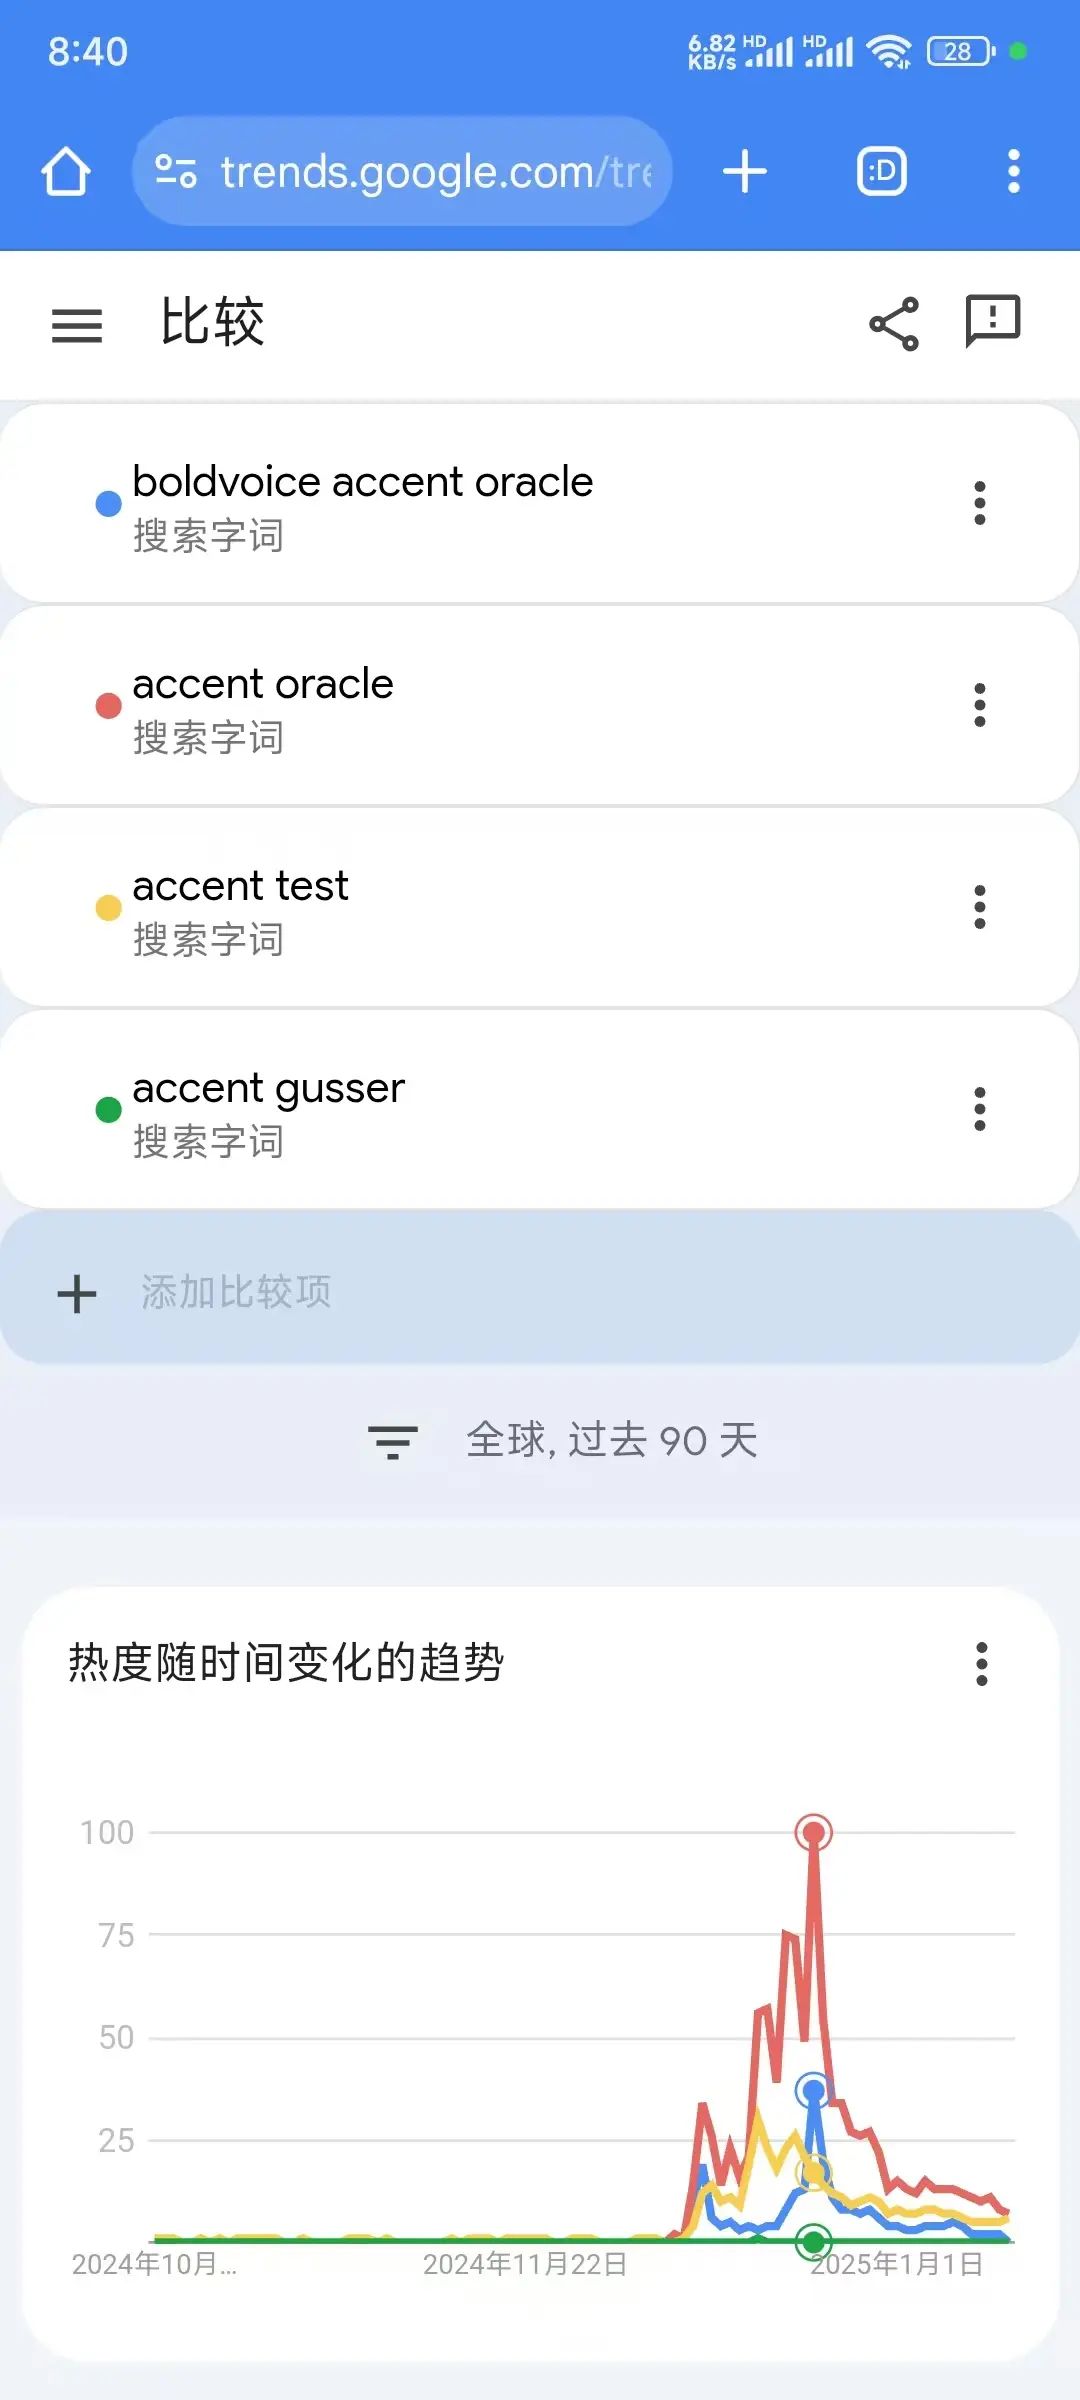 8:40
6.82 KB/s HD HD 28
trends.google.com/tre
:D
比较
boldvoice accent oracle
搜索字词
accent oracle
搜索字词
accent test
搜索字词
accent gusser
搜索字词
添加比较项
全球, 过去 90 天
热度随时间变化的趋势
100
75
50
25
2024年10月...
2024年11月22日
2025年1月1日